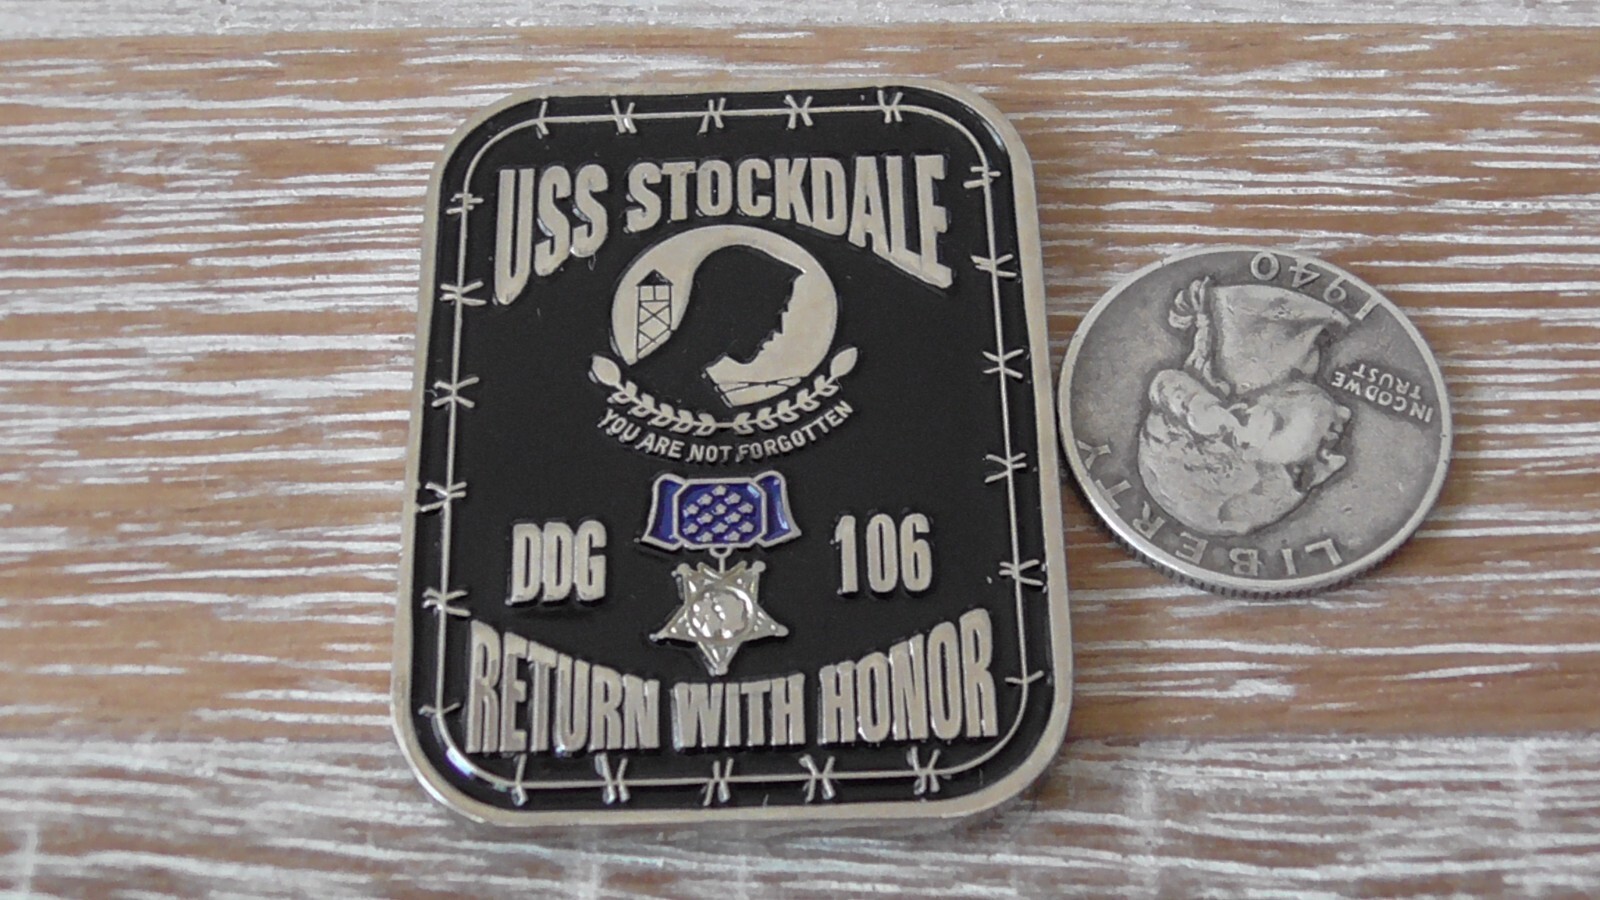 USS STOCKDALE
YOU ARE NOT FORGOTTEN
DDG 106
RETURN WITH HONOR
LIBERTY
IN GOD WE
TRUST
1940